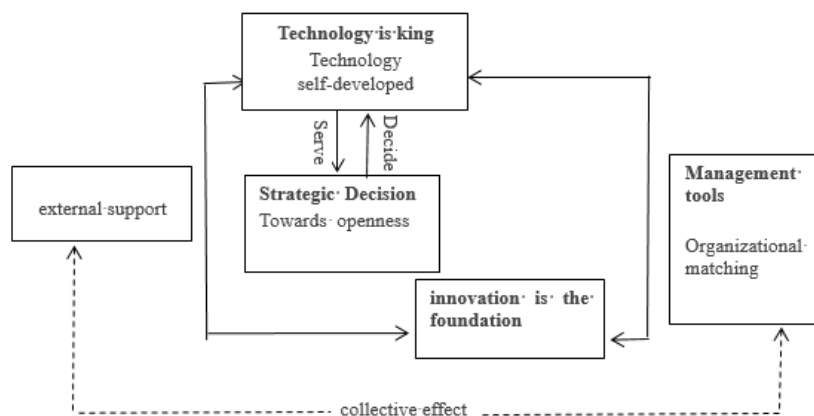 Technology is king
Technology
self-developed
Serve
Decide
Strategic Decision
Towards openness
external support
Management
tools
Organizational
matching
innovation is the
foundation
collective effect